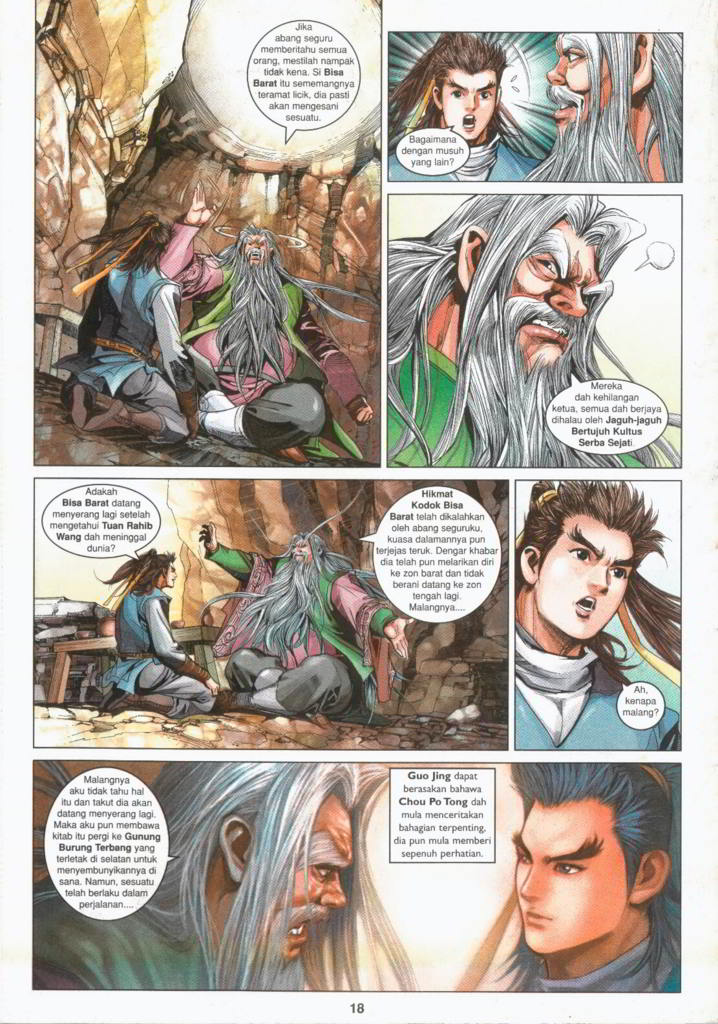 Jika
abang seguru
memberitahu semua
orang, mestilah nampak
tidak kena. Si Bisa
Barat itu sememangnya
teramat licik, dia pasti
akan mengesani
sesuatu.
Bagaimana
dengan musuh
yang lain?
Mereka
dah kehilangan
ketua, semua dah berjaya
dihalau oleh Jaguh-jaguh
Bertujuh Kultus
Serba Sejati.
Adakah
Bisa Barat datang
menyerang lagi setelah
mengetahui Tuan Rahib
Wang dah meninggal
dunia?
Hikmat
Kodok Bisa
Barat telah dikalahkan
oleh abang seguruku,
kuasa dalamannya pun
terjejas teruk. Dengar khabar
dia telah pun melarikan diri
ke zon barat dan tidak
berani datang ke zon
tengah lagi.
Malangnya....
Ah,
kenapa
malang?
Malangnya
aku tidak tahu hal
itu dan takut dia akan
datang menyerang lagi.
Maka aku pun membawa
kitab itu pergi ke Gunung
Burung Terbang yang
terletak di selatan untuk
menyembunyikannya di
sana. Namun, sesuatu
telah berlaku dalam
perjalanan....
Guo Jing dapat
berasakan bahawa
Chou Po Tong dah
mula menceritakan
bahagian terpenting,
dia pun mula memberi
sepenuh perhatian.
18